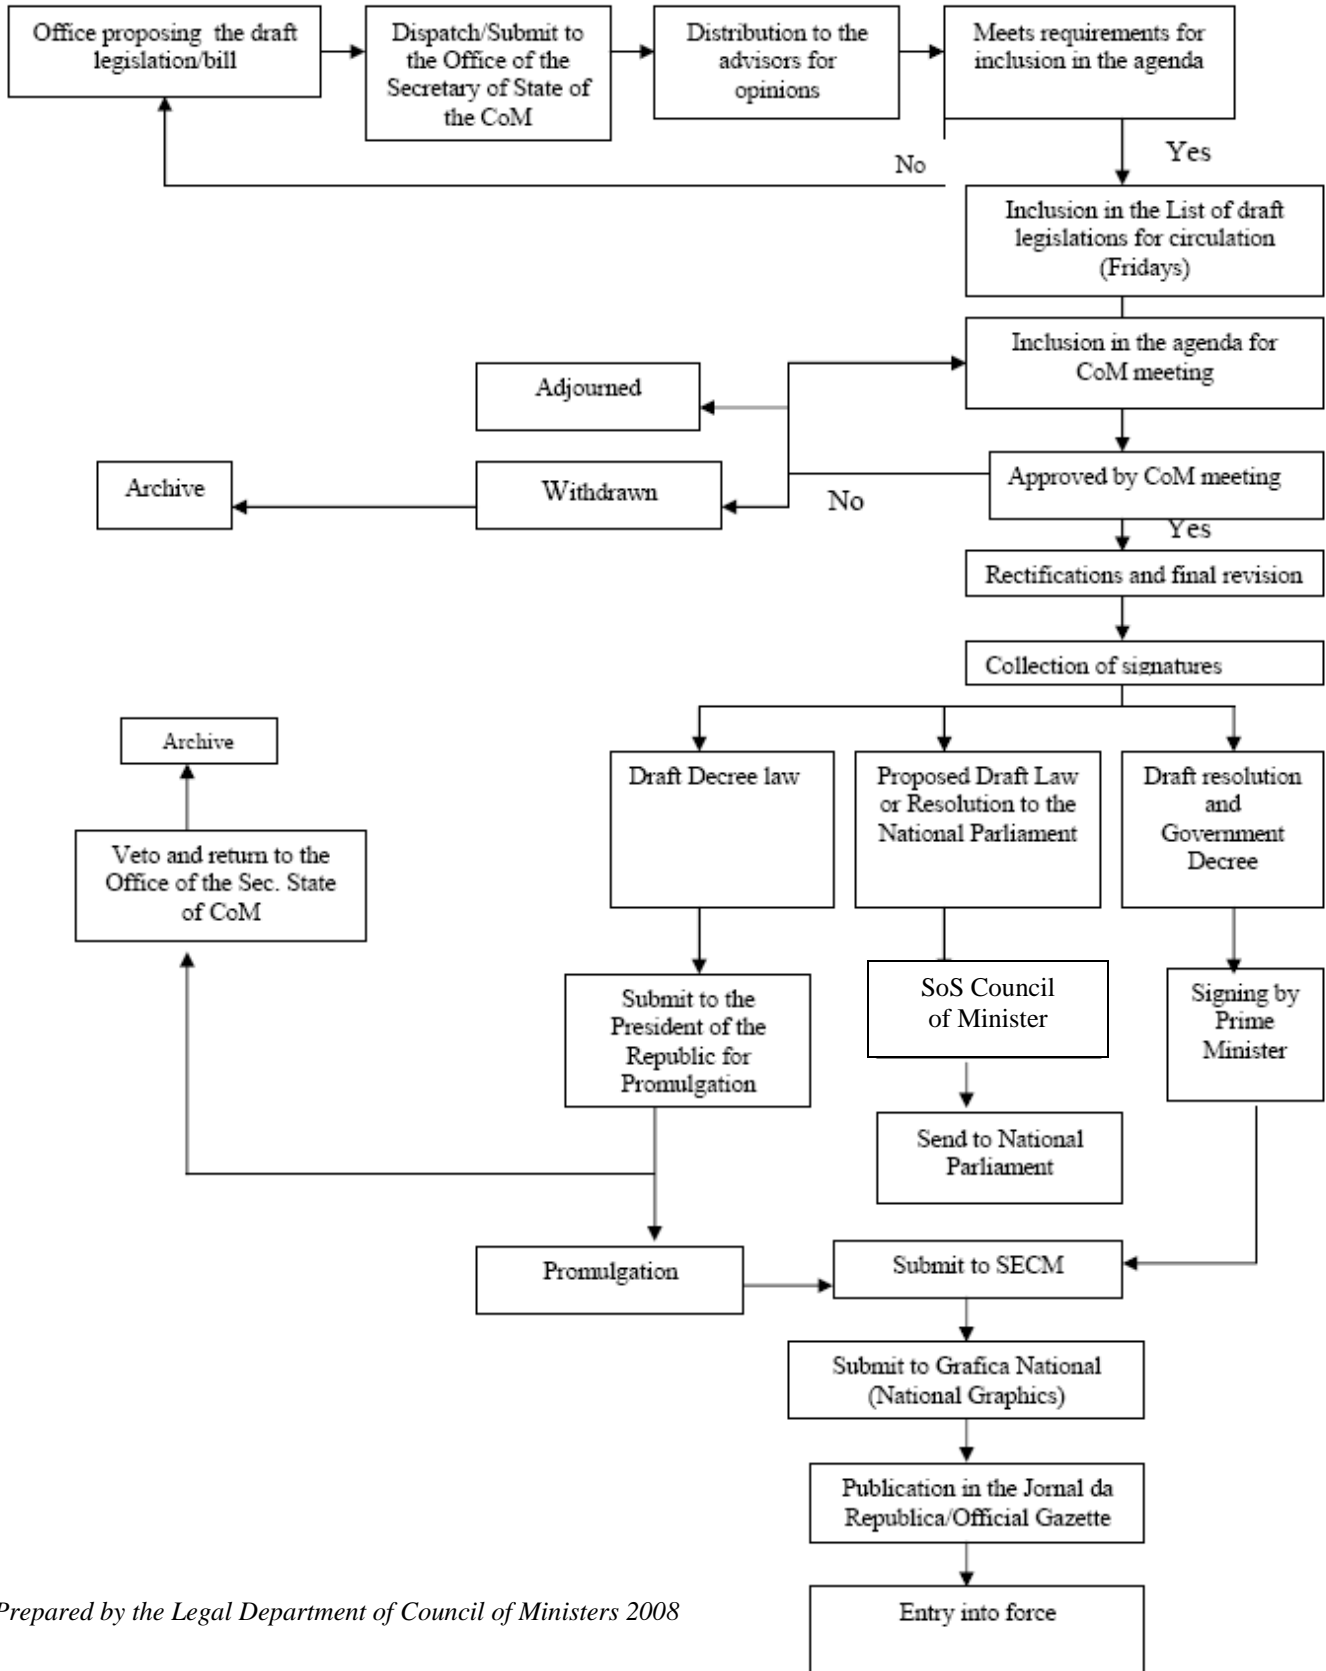 Office proposing the draft
legislation/bill
Dispatch/Submit to
the Office of the
Secretary of State of
the CoM
Distribution to the
advisors for
opinions
Meets requirements for
inclusion in the agenda
No
Yes
Inclusion in the List of draft
legislations for circulation
(Fridays)
Inclusion in the agenda for
CoM meeting
Adjourned
Archive
Withdrawn
No
Approved by CoM meeting
Yes
Rectifications and final revision
Collection of signatures
Archive
Veto and return to the
Office of the Sec. State
of CoM
Draft Decree law
Proposed Draft Law
or Resolution to the
National Parliament
Draft resolution
and
Government
Decree
Submit to the
President of the
Republic for
Promulgation
SoS Council
of Minister
Signing by
Prime
Minister
Send to National
Parliament
Promulgation
Submit to SECM
Submit to Grafica National
(National Graphics)
Publication in the Jornal da
Republica/Official Gazette
Entry into force
Prepared by the Legal Department of Council of Ministers 2008